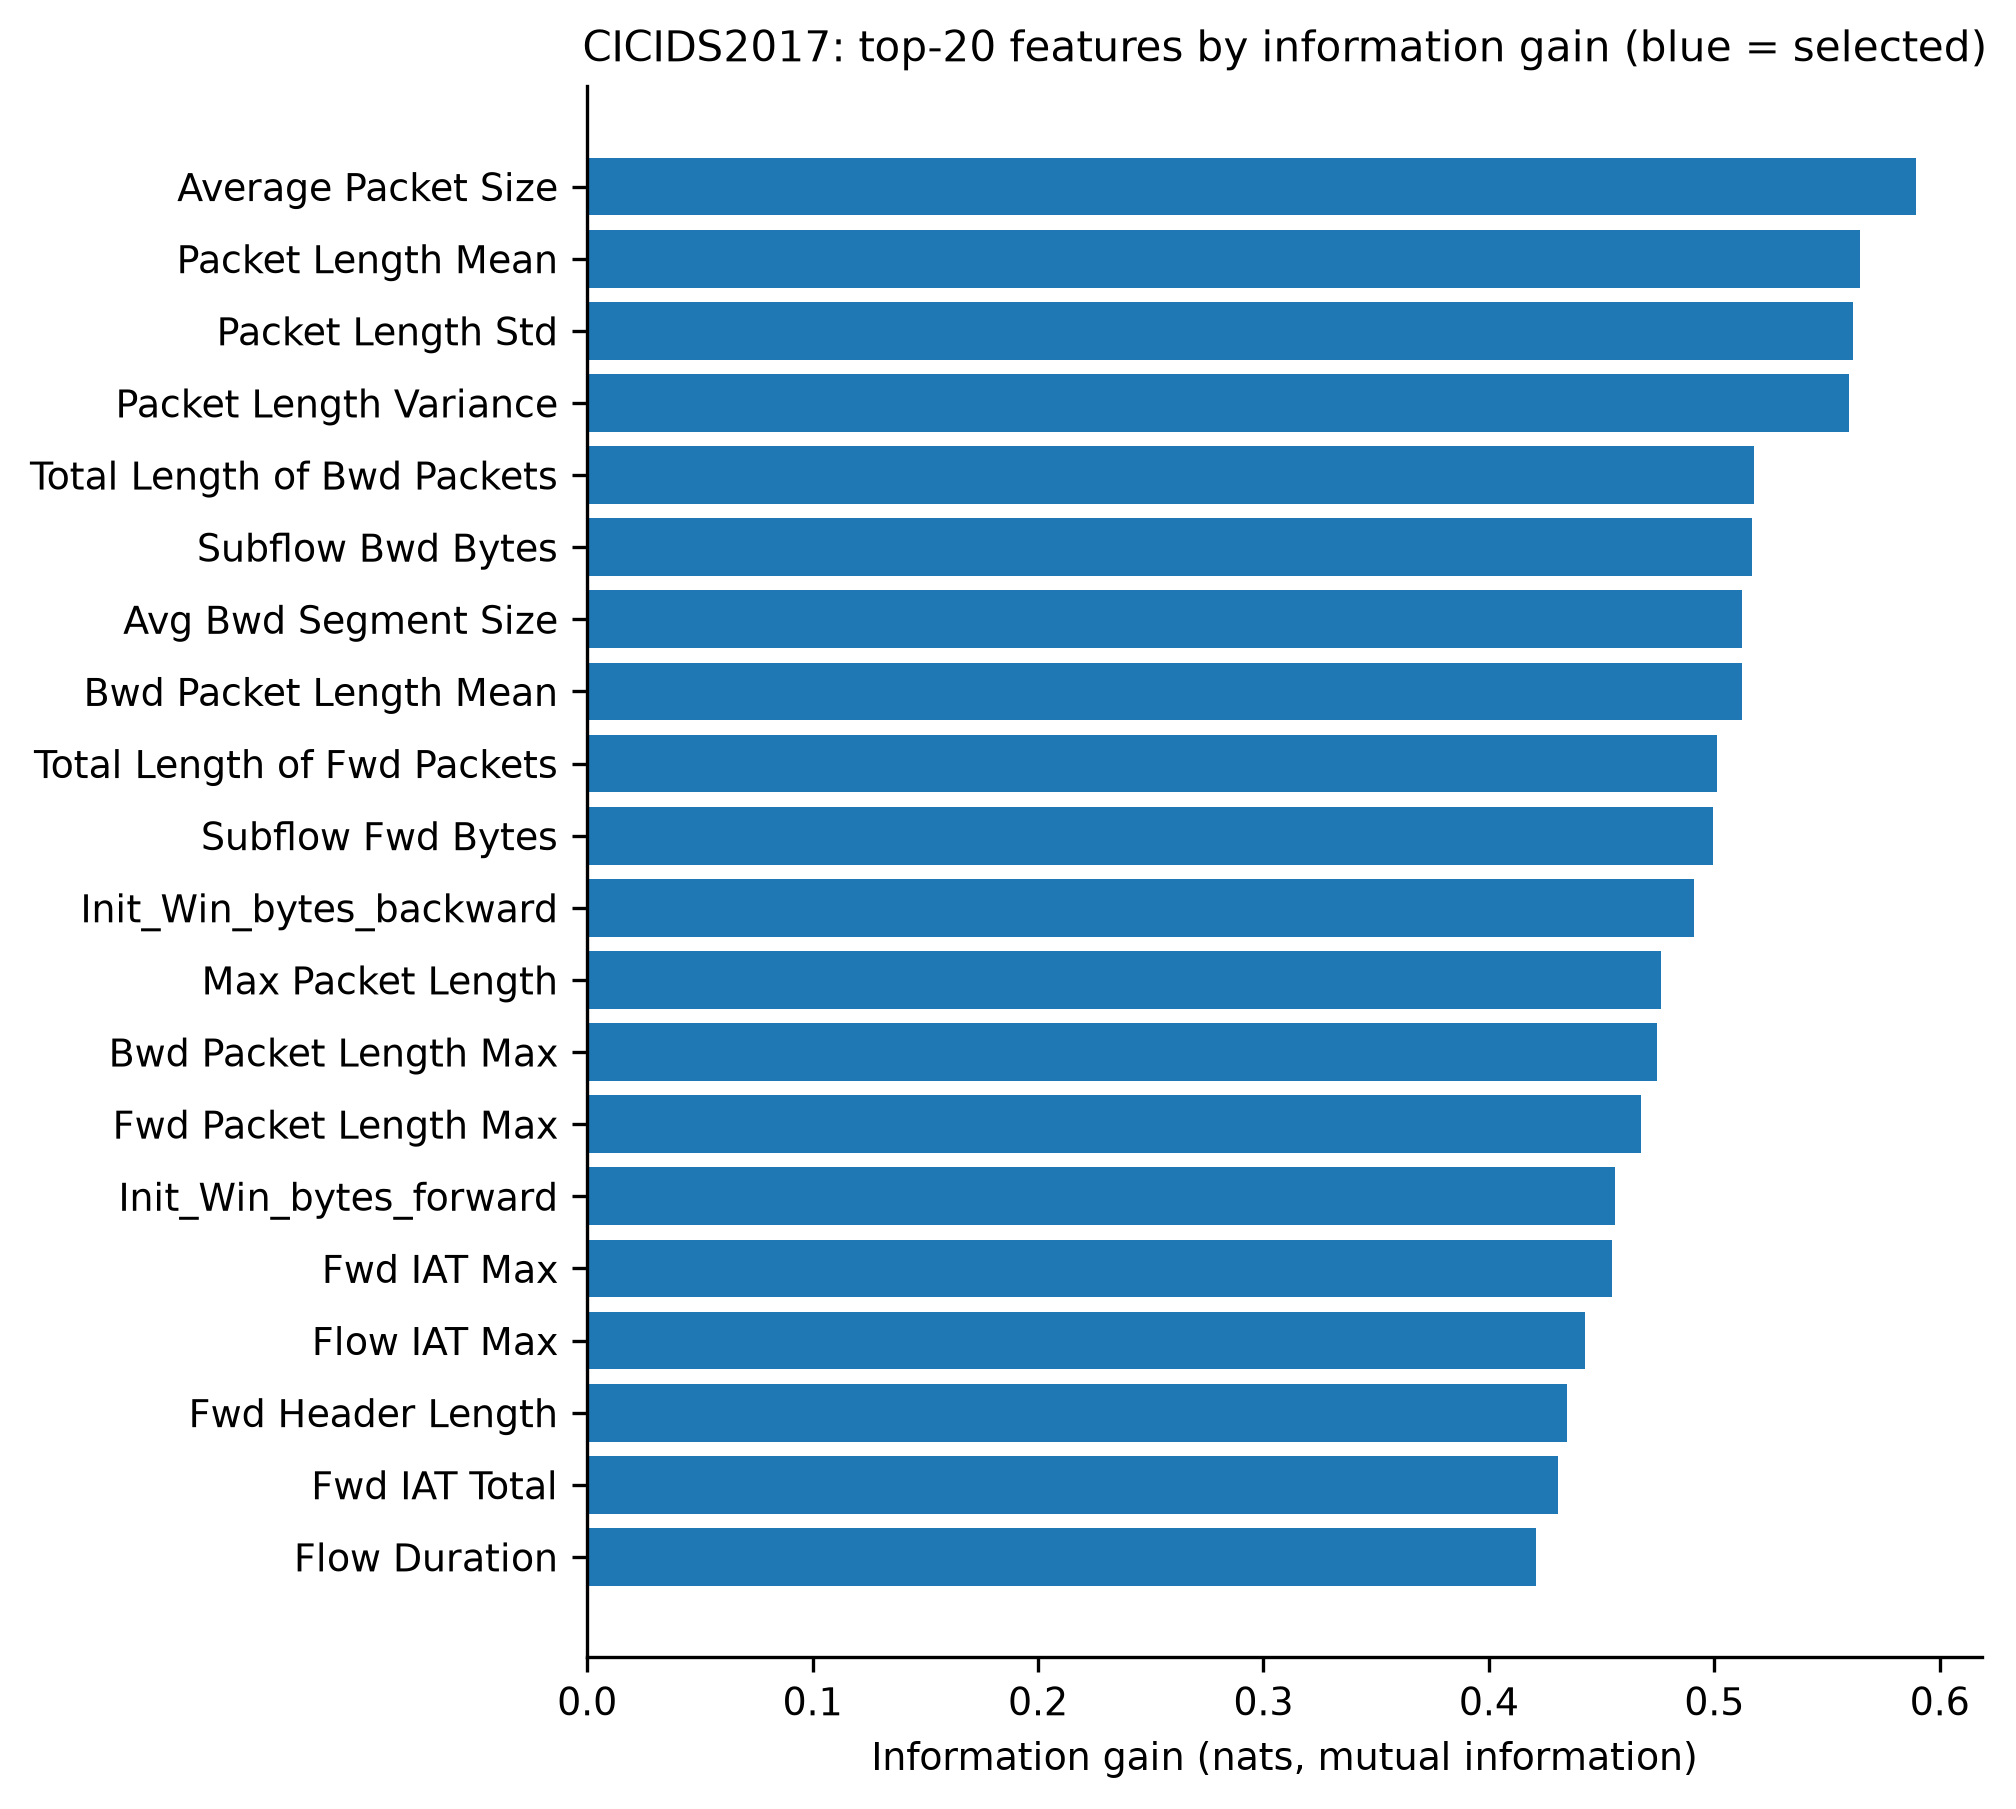 CICIDS2017: top-20 features by information gain (blue = selected)
Average Packet Size
Packet Length Mean
Packet Length Std
Packet Length Variance
Total Length of Bwd Packets
Subflow Bwd Bytes
Avg Bwd Segment Size
Bwd Packet Length Mean
Total Length of Fwd Packets
Subflow Fwd Bytes
Init_Win_bytes_backward
Max Packet Length
Bwd Packet Length Max
Fwd Packet Length Max
Init_Win_bytes_forward
Fwd IAT Max
Flow IAT Max
Fwd Header Length
Fwd IAT Total
Flow Duration
0.0 0.1 0.2 0.3 0.4 0.5 0.6
Information gain (nats, mutual information)